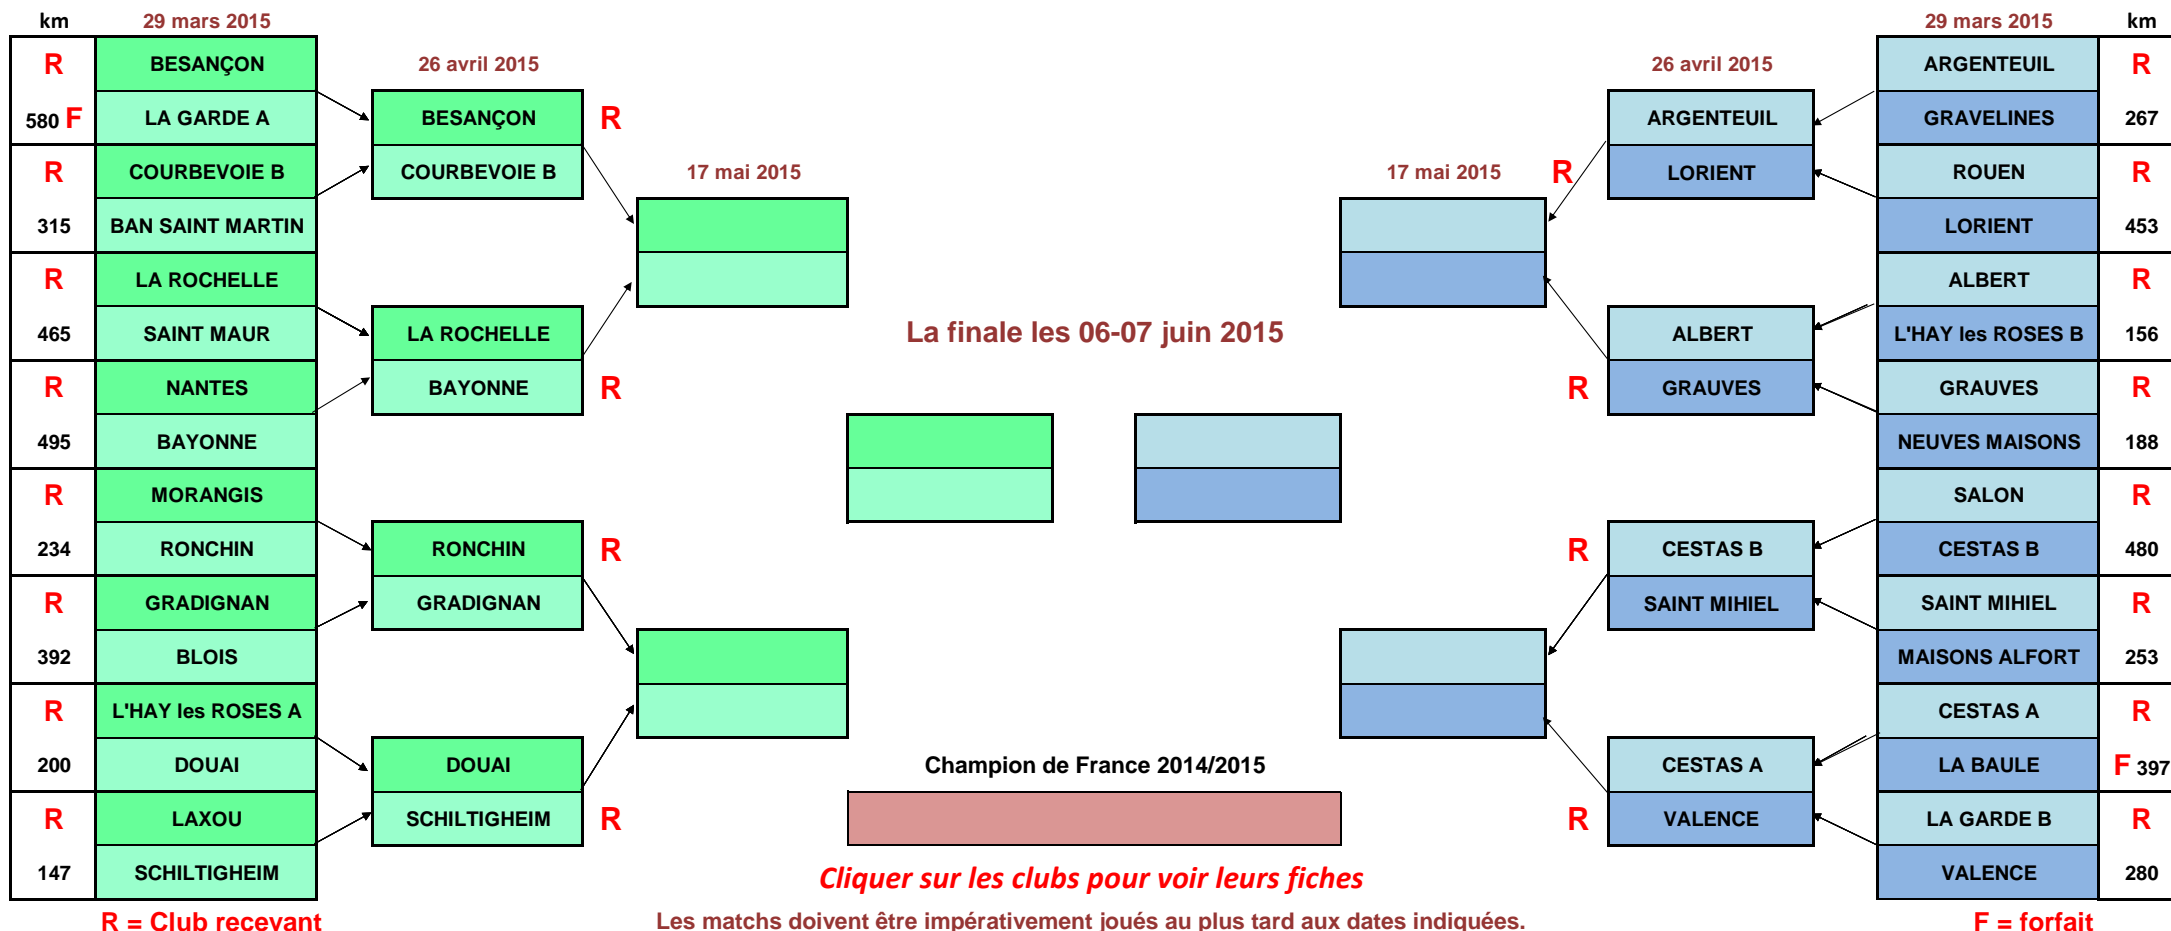 km 29 mars 2015 29 mars 2015 km
R BESANÇON 26 avril 2015 26 avril 2015 ARGENTEUIL R
580 F LA GARDE A BESANÇON R ARGENTEUIL GRAVELINES 267
R COURBEVOIE B COURBEVOIE B 17 mai 2015 17 mai 2015 R LORIENT ROUEN R
315 BAN SAINT MARTIN LORIENT 453
R LA ROCHELLE ALBERT R
465 SAINT MAUR LA ROCHELLE La finale les 06-07 juin 2015 ALBERT L'HAY les ROSES B 156
R NANTES BAYONNE R R GRAUVES GRAUVES R
495 BAYONNE NEUVES MAISONS 188
R MORANGIS SALON R
234 RONCHIN RONCHIN R R CESTAS B CESTAS B 480
R GRADIGNAN GRADIGNAN SAINT MIHIEL SAINT MIHIEL R
392 BLOIS MAISONS ALFORT 253
R L'HAY les ROSES A CESTAS A R
200 DOUAI DOUAI Champion de France 2014/2015 CESTAS A LA BAULE F 397
R LAXOU SCHILTIGHEIM R R VALENCE LA GARDE B R
147 SCHILTIGHEIM Cliquer sur les clubs pour voir leurs fiches VALENCE 280
R = Club recevant Les matchs doivent être impérativement joués au plus tard aux dates indiquées. F = forfait